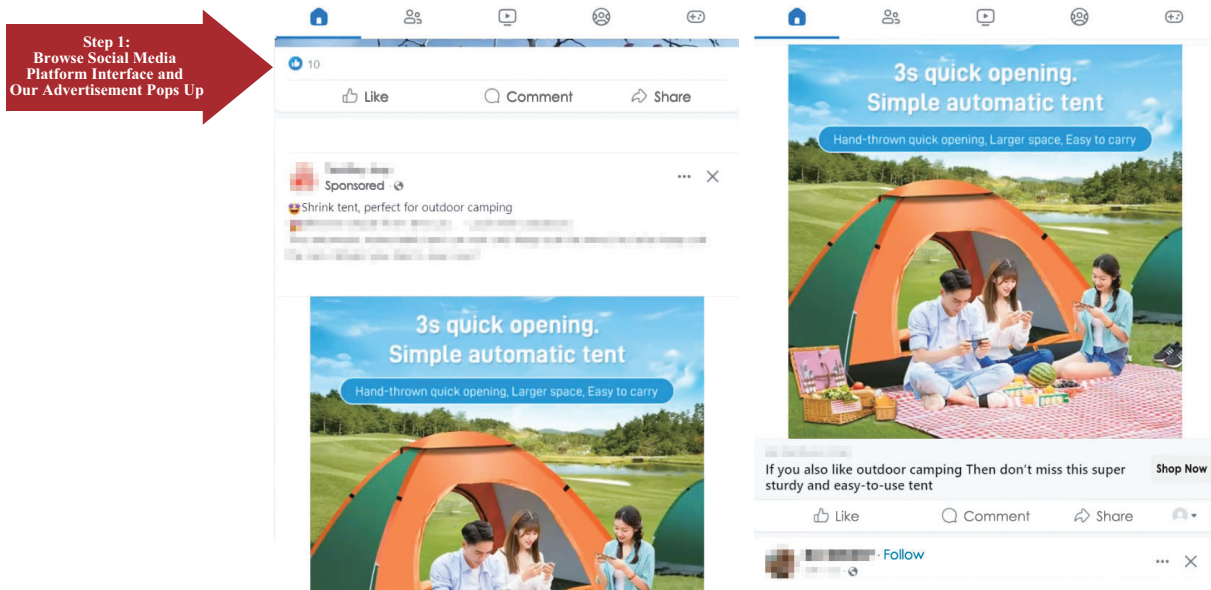 Step 1:
Browse Social Media
Platform Interface and
Our Advertisement Pops Up
10
Like Comment Share
Sponsored
Shrink tent, perfect for outdoor camping
3s quick opening.
Simple automatic tent
Hand-thrown quick opening, Larger space, Easy to carry
3s quick opening.
Simple automatic tent
Hand-thrown quick opening, Larger space, Easy to carry
If you also like outdoor camping Then don't miss this super
sturdy and easy-to-use tent
Shop Now
Like Comment Share
· Follow